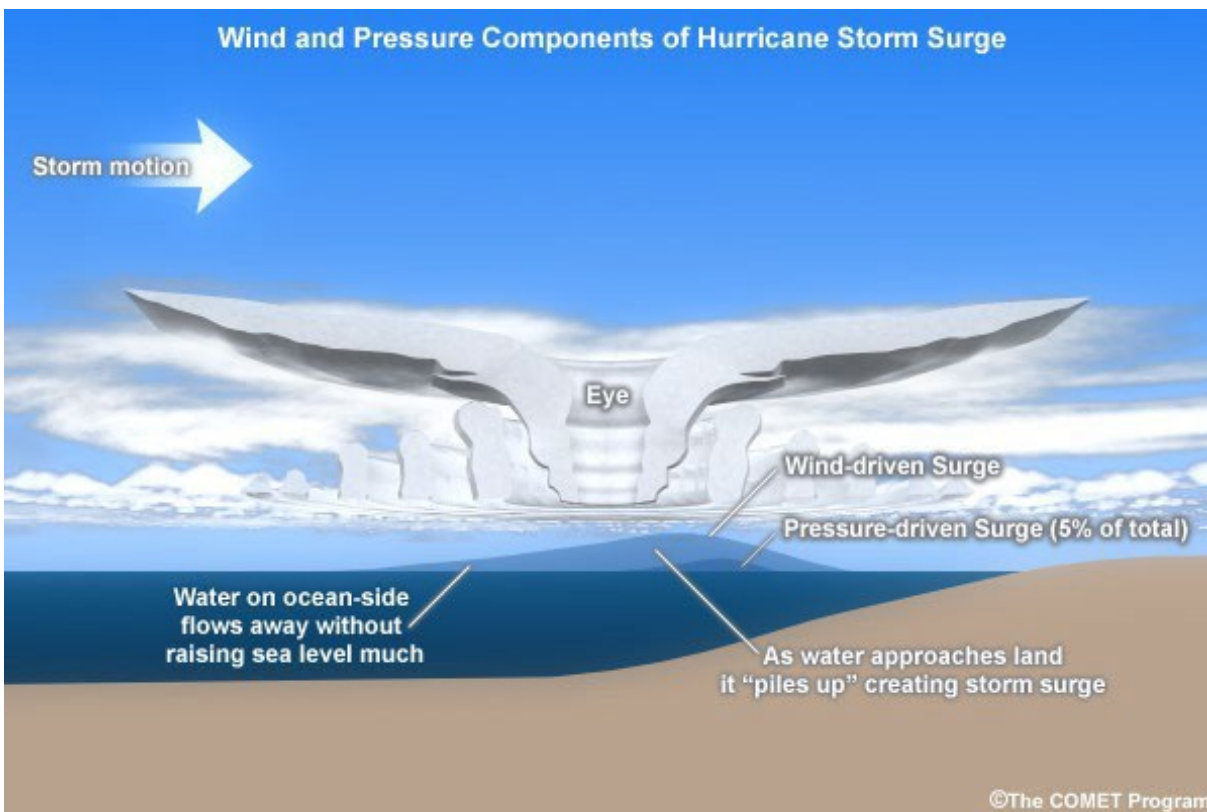 Wind and Pressure Components of Hurricane Storm Surge
Storm motion
Eye
Wind-driven Surge
Pressure-driven Surge (5% of total)
Water on ocean-side
flows away without
raising sea level much
As water approaches land
it “piles up” creating storm surge
©The COMET Program